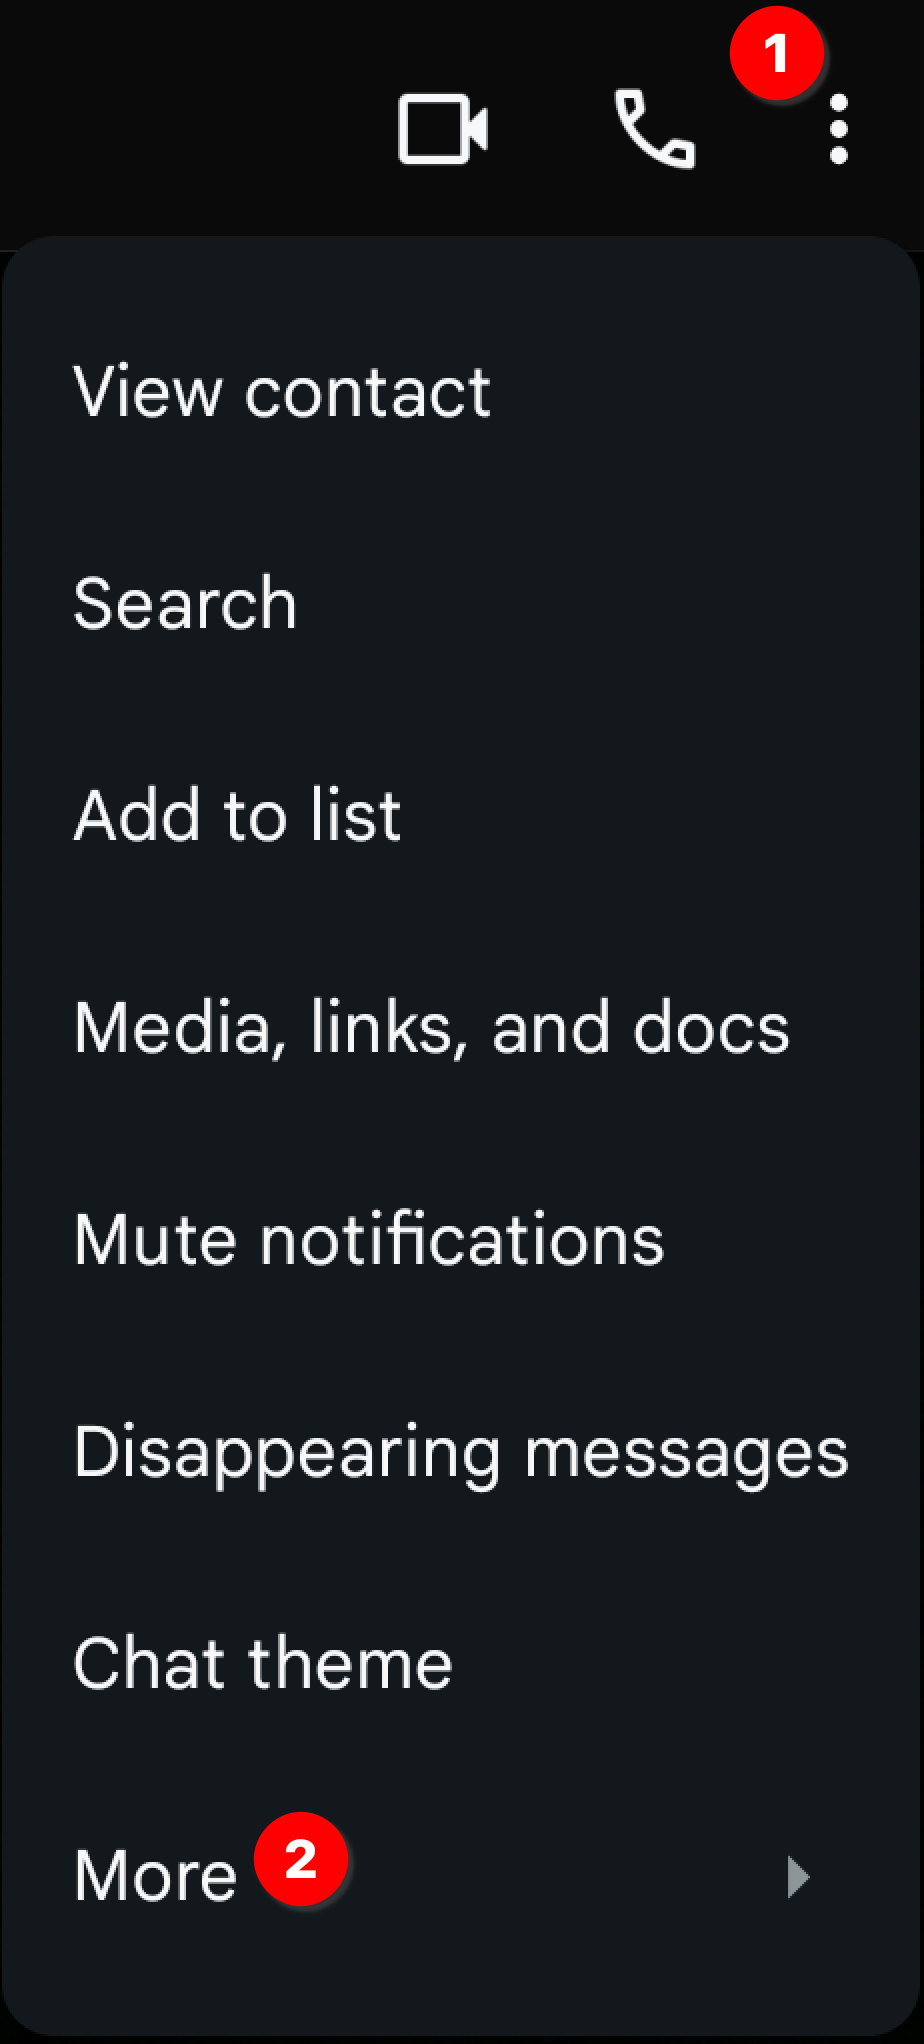 1
View contact
Search
Add to list
Media, links, and docs
Mute notifications
Disappearing messages
Chat theme
More 2